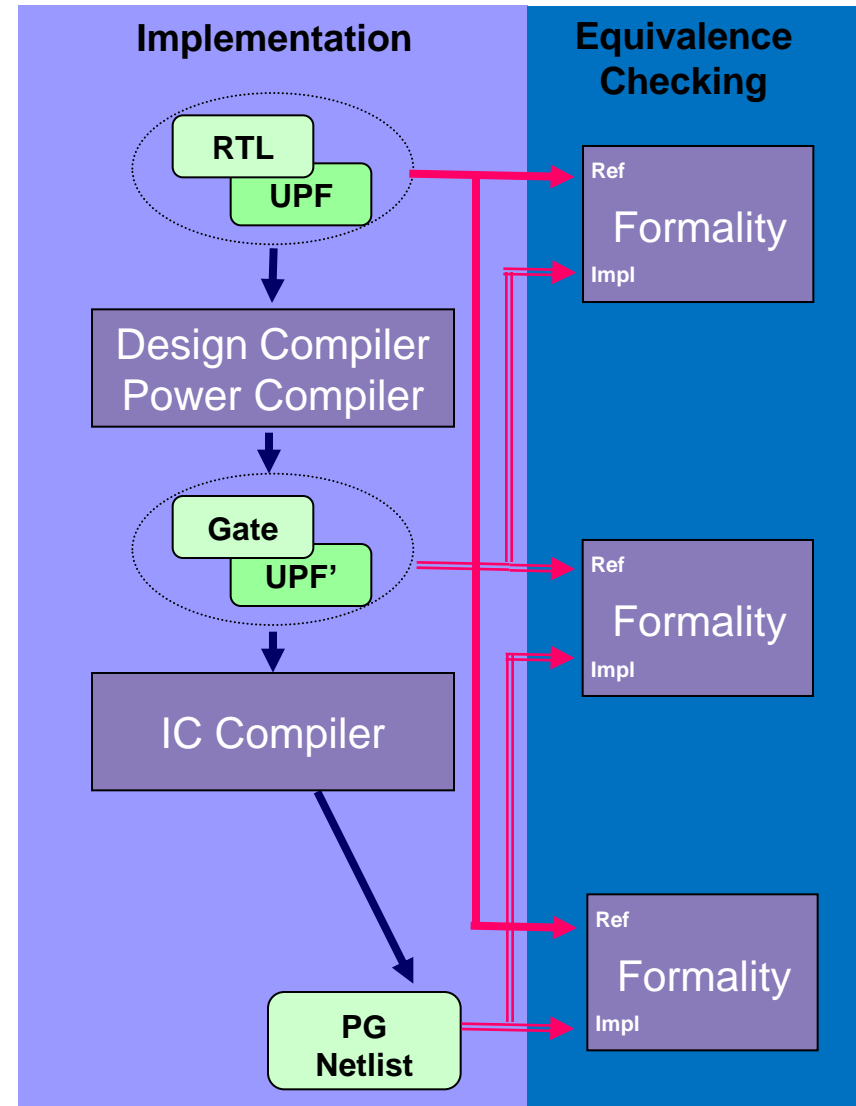 Implementation
Equivalence
Checking
RTL
UPF
Ref
Formality
Impl
Design Compiler
Power Compiler
Gate
UPF’
Ref
Formality
Impl
IC Compiler
Ref
Formality
Impl
PG
Netlist